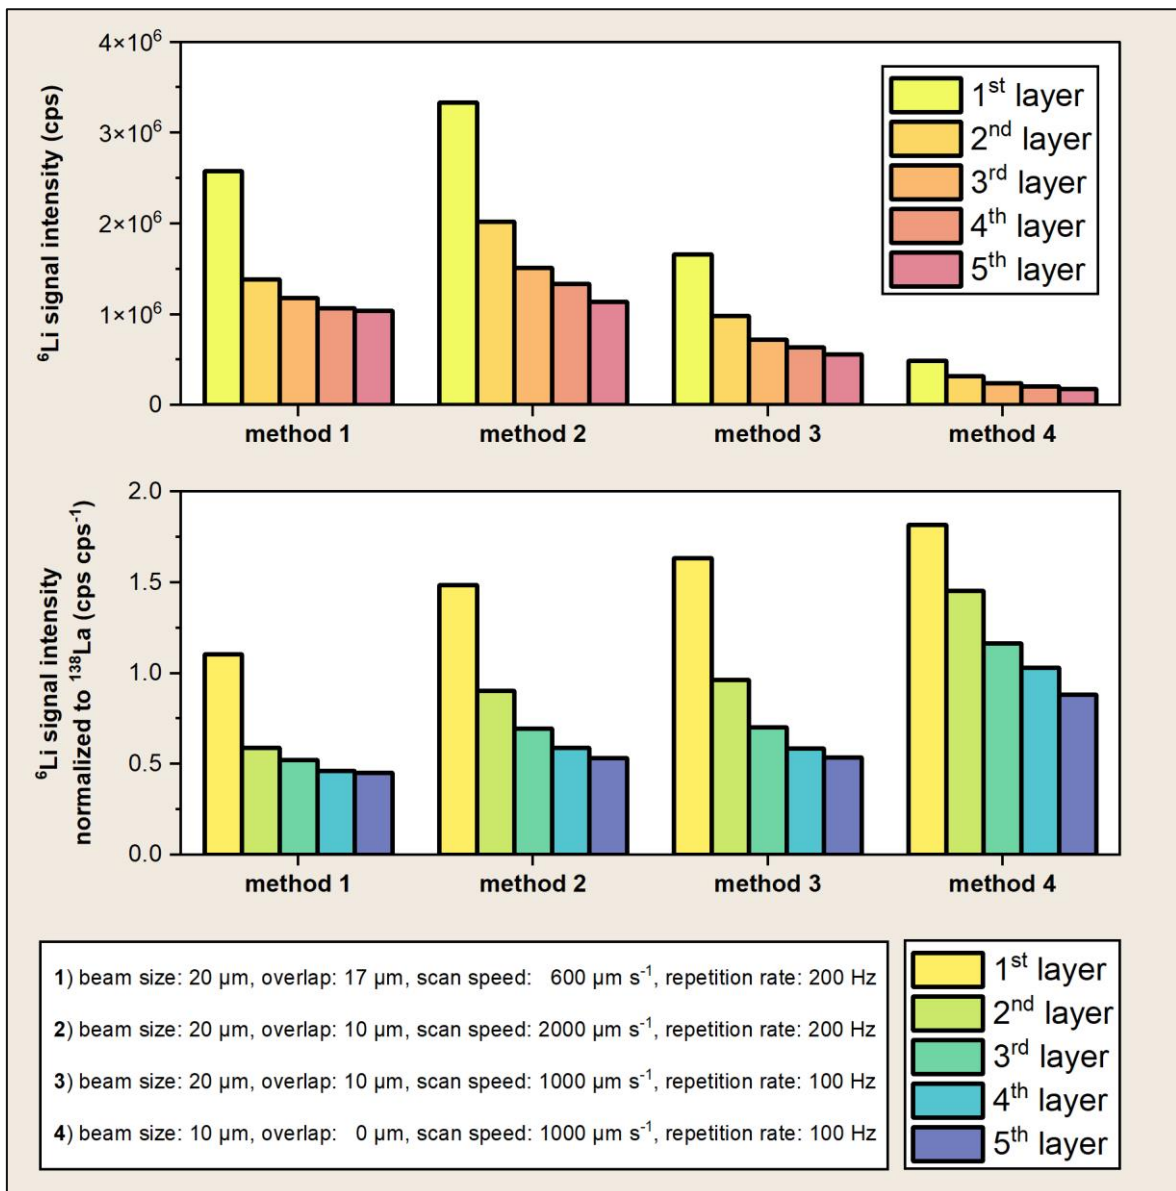 ⁶Li signal intensity (cps)
4×10⁶
3×10⁶
2×10⁶
1×10⁶
0
method 1 method 2 method 3 method 4
1ˢᵗ layer
2ⁿᵈ layer
3ʳᵈ layer
4ᵗʰ layer
5ᵗʰ layer
⁶Li signal intensity
normalized to ¹³⁸La (cps cps⁻¹)
2.0
1.5
1.0
0.5
0.0
method 1 method 2 method 3 method 4
1) beam size: 20 µm, overlap: 17 µm, scan speed: 600 µm s⁻¹, repetition rate: 200 Hz
2) beam size: 20 µm, overlap: 10 µm, scan speed: 2000 µm s⁻¹, repetition rate: 200 Hz
3) beam size: 20 µm, overlap: 10 µm, scan speed: 1000 µm s⁻¹, repetition rate: 100 Hz
4) beam size: 10 µm, overlap: 0 µm, scan speed: 1000 µm s⁻¹, repetition rate: 100 Hz
1ˢᵗ layer
2ⁿᵈ layer
3ʳᵈ layer
4ᵗʰ layer
5ᵗʰ layer